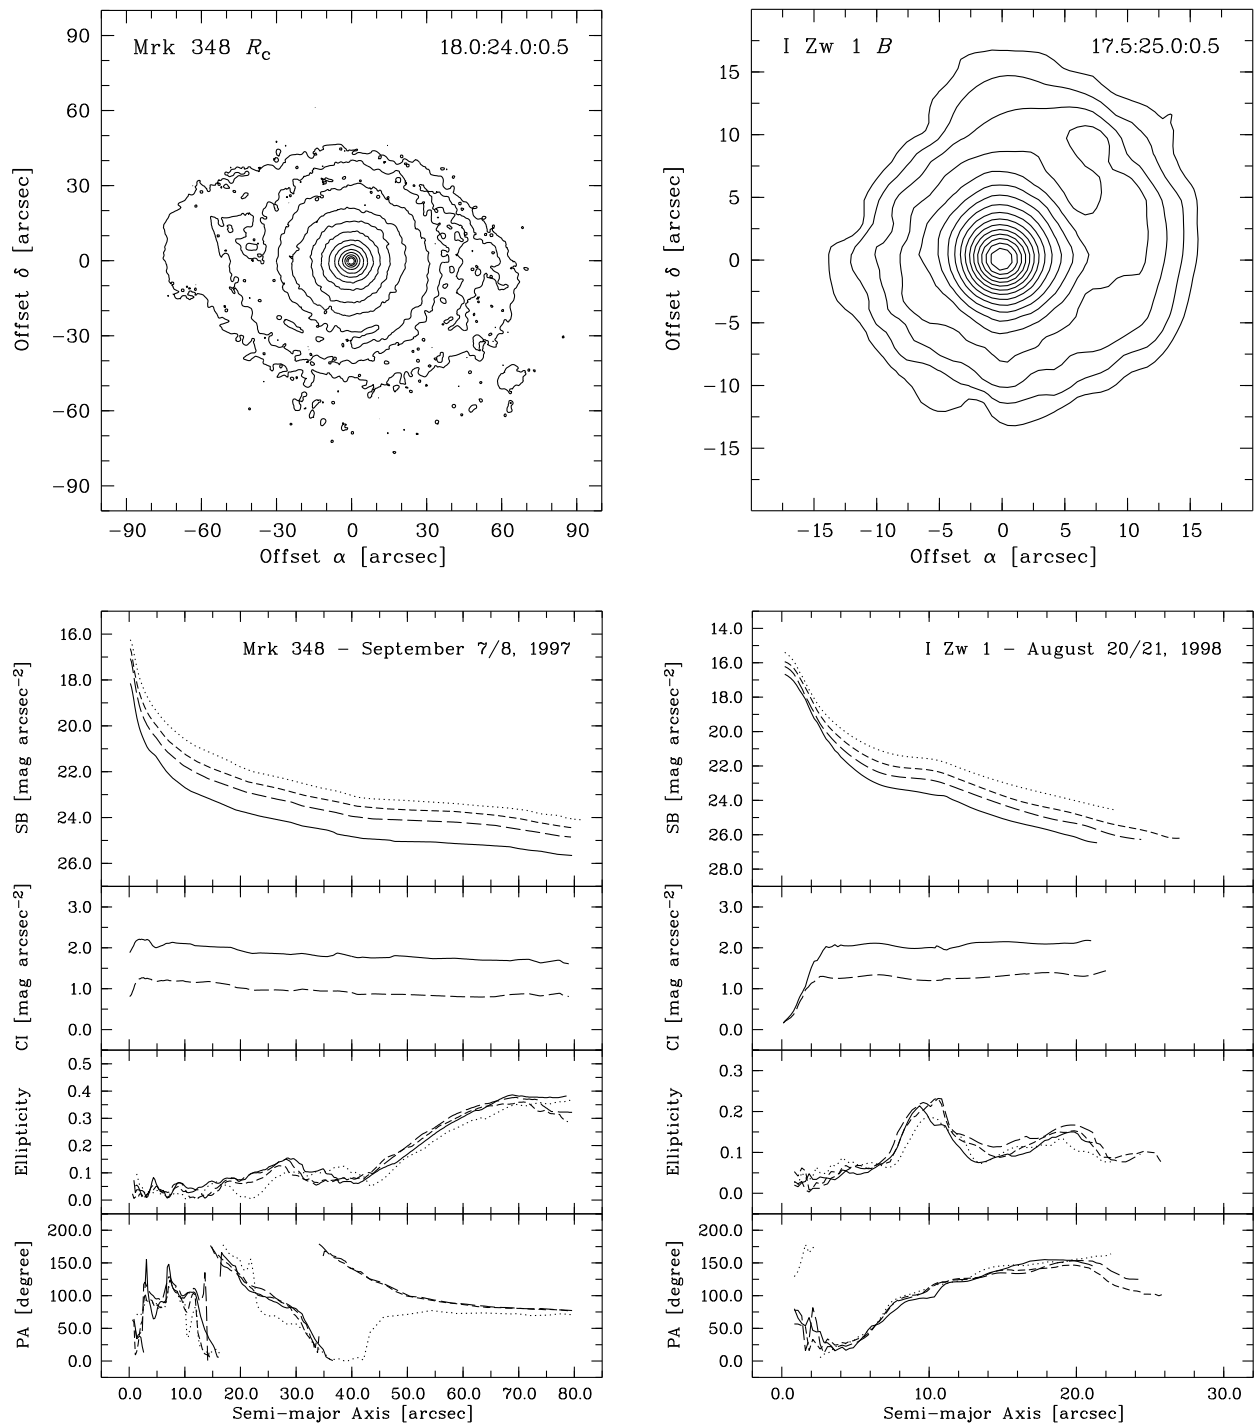 Mrk 348 Rc 18.0:24.0:0.5
90
60
30
0
−30
−60
−90
Offset δ [arcsec]
−90 −60 −30 0 30 60 90
Offset α [arcsec]
I Zw 1 B 17.5:25.0:0.5
15
10
5
0
−5
−10
−15
Offset δ [arcsec]
−15 −10 −5 0 5 10 15
Offset α [arcsec]
Mrk 348 − September 7/8, 1997
16.0
18.0
20.0
22.0
24.0
26.0
SB [mag arcsec−2]
3.0
2.0
1.0
0.0
CI [mag arcsec−2]
0.5
0.4
0.3
0.2
0.1
0.0
Ellipticity
200.0
150.0
100.0
50.0
0.0
PA [degree]
0.0 10.0 20.0 30.0 40.0 50.0 60.0 70.0 80.0
Semi−major Axis [arcsec]
I Zw 1 − August 20/21, 1998
14.0
16.0
18.0
20.0
22.0
24.0
26.0
28.0
SB [mag arcsec−2]
3.0
2.0
1.0
0.0
CI [mag arcsec−2]
0.3
0.2
0.1
0.0
Ellipticity
200.0
150.0
100.0
50.0
0.0
PA [degree]
0.0 10.0 20.0 30.0
Semi−major Axis [arcsec]